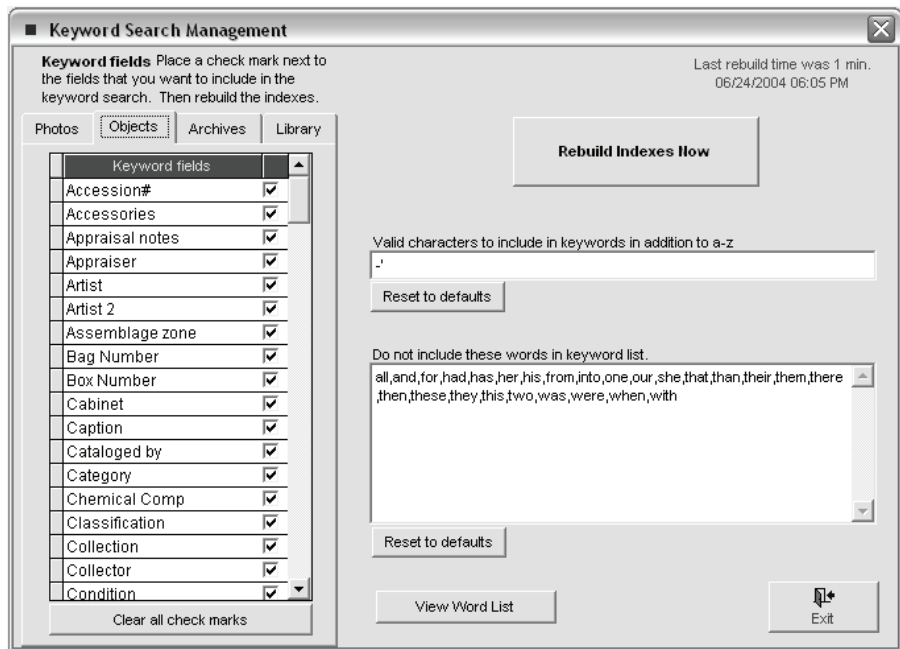 Keyword Search Management
Keyword fields Place a check mark next to
the fields that you want to include in the
keyword search. Then rebuild the indexes.
Last rebuild time was 1 min.
06/24/2004 06:05 PM
Photos Objects Archives Library
Keyword fields
Accession#
Accessories
Appraisal notes
Appraiser
Artist
Artist 2
Assemblage zone
Bag Number
Box Number
Cabinet
Caption
Cataloged by
Category
Chemical Comp
Classification
Collection
Collector
Condition
Clear all check marks
Rebuild Indexes Now
Valid characters to include in keywords in addition to a-z
-'
Reset to defaults
Do not include these words in keyword list.
all,and,for,had,has,her,his,from,into,one,our,she,that,than,their,them,there
,then,these,they,this,two,was,were,when,with
Reset to defaults
View Word List
Exit